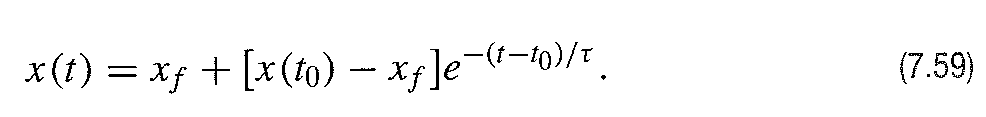 x(t) = x_f + [x(t_0) − x_f]e^{−(t−t_0)/τ}. (7.59)